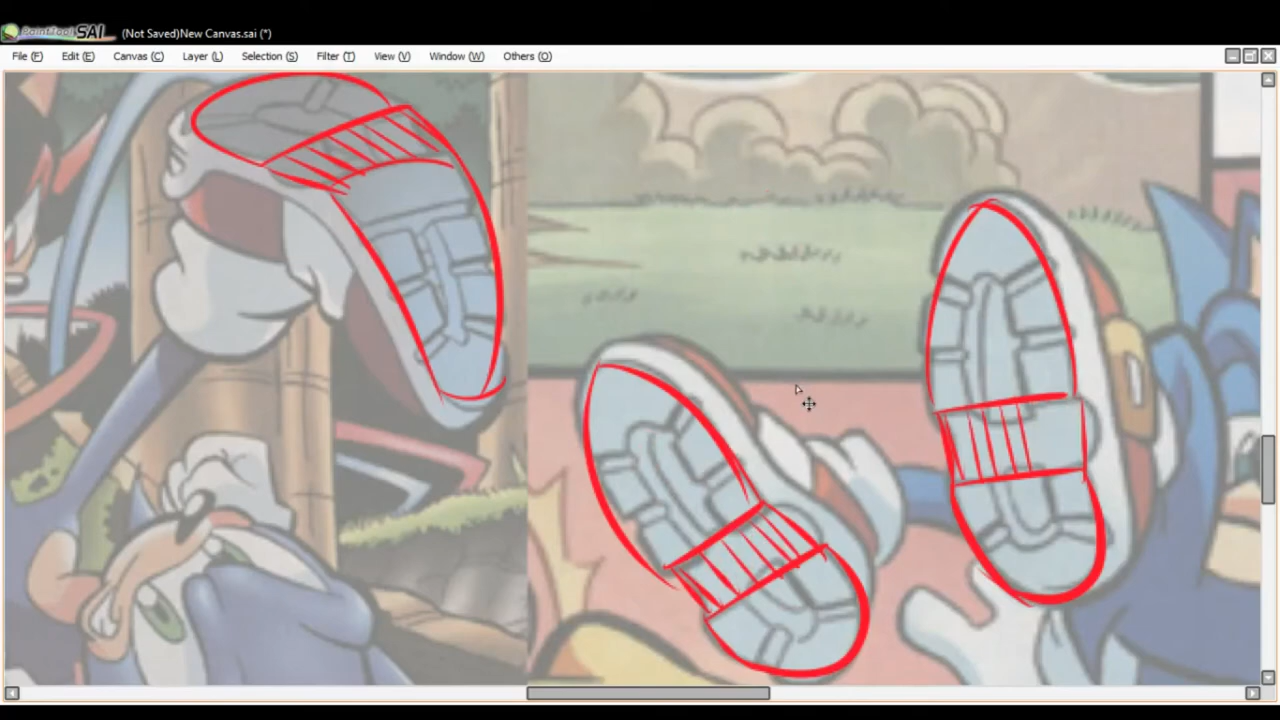 PaintTool SAI (Not Saved)New Canvas.sai (*)
File (F) Edit (E) Canvas (C) Layer (L) Selection (S) Filter (T) View (V) Window (W) Others (O)